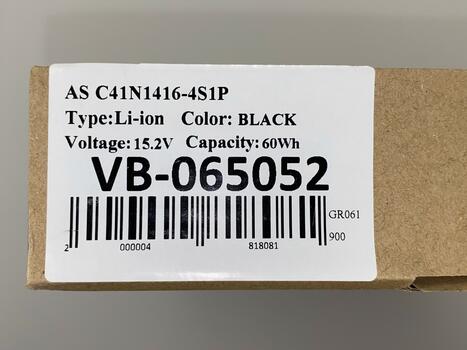 AS C41N1416-4S1P
Type:Li-ion Color: BLACK
Voltage: 15.2V Capacity:60Wh
VB-065052
GR061
900
2 000004 818081